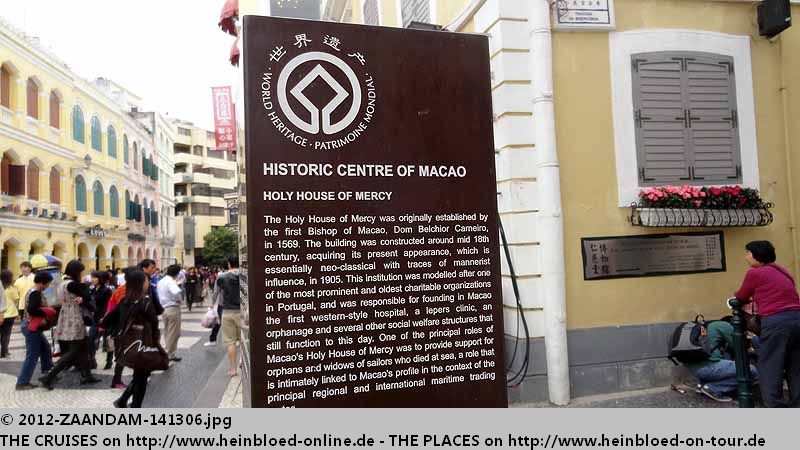 世界遺产
· WORLD HERITAGE · PATRIMOINE MONDIAL ·
HISTORIC CENTRE OF MACAO
HOLY HOUSE OF MERCY
The Holy House of Mercy was originally established by
the first Bishop of Macao, Dom Belchior Carneiro,
in 1569. The building was constructed around mid 18th
century, acquiring its present appearance, which is
essentially neo-classical with traces of mannerist
influence, in 1905. This institution was modelled after one
of the most prominent and oldest charitable organizations
in Portugal, and was responsible for founding in Macao
the first western-style hospital, a lepers clinic, an
orphanage and several other social welfare structures that
still function to this day. One of the principal roles of
Macao's Holy House of Mercy was to provide support for
orphans and widows of sailors who died at sea, a role that
is intimately linked to Macao's profile in the context of the
principal regional and international maritime trading
仁慈堂
博物館
© 2012-ZAANDAM-141306.jpg
THE CRUISES on http://www.heinbloed-online.de - THE PLACES on http://www.heinbloed-on-tour.de